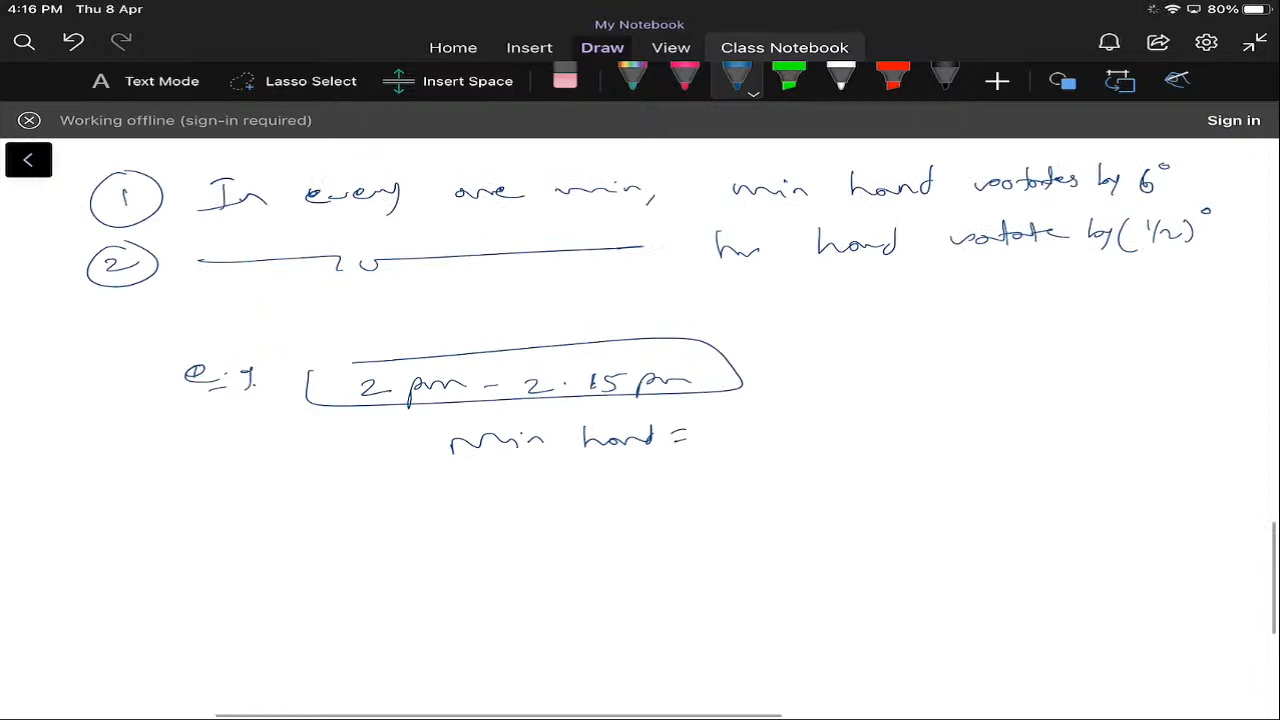 4:16 PM Thu 8 Apr 80%
My Notebook
Home Insert Draw View Class Notebook
Text Mode Lasso Select Insert Space
Working offline (sign-in required) Sign in
1 In every one min, min hand rotates by 6°
2 —— " —— hr hand rotate by (1/2)°
e.g. 2 pm - 2.15 pm
Min hand =